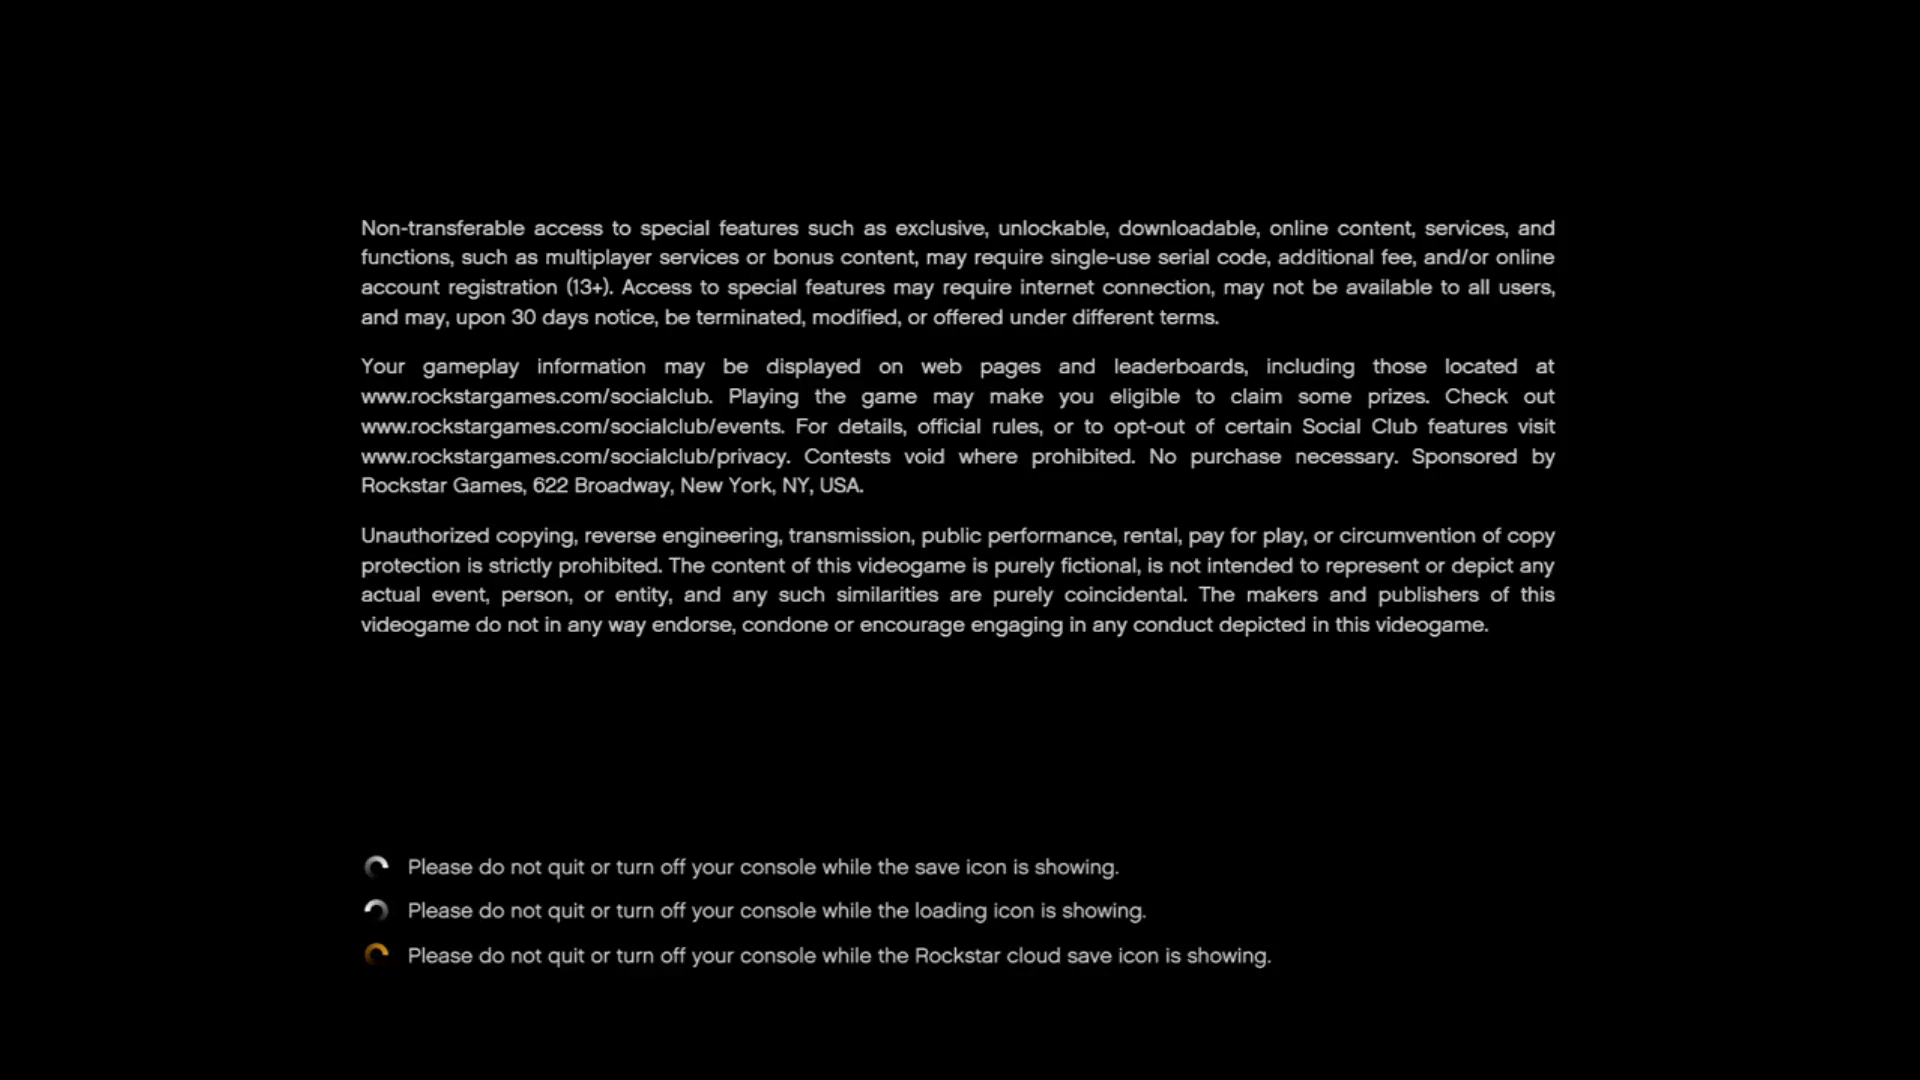 Non-transferable access to special features such as exclusive, unlockable, downloadable, online content, services, and
functions, such as multiplayer services or bonus content, may require single-use serial code, additional fee, and/or online
account registration (13+). Access to special features may require internet connection, may not be available to all users,
and may, upon 30 days notice, be terminated, modified, or offered under different terms.
Your gameplay information may be displayed on web pages and leaderboards, including those located at
www.rockstargames.com/socialclub. Playing the game may make you eligible to claim some prizes. Check out
www.rockstargames.com/socialclub/events. For details, official rules, or to opt-out of certain Social Club features visit
www.rockstargames.com/socialclub/privacy. Contests void where prohibited. No purchase necessary. Sponsored by
Rockstar Games, 622 Broadway, New York, NY, USA.
Unauthorized copying, reverse engineering, transmission, public performance, rental, pay for play, or circumvention of copy
protection is strictly prohibited. The content of this videogame is purely fictional, is not intended to represent or depict any
actual event, person, or entity, and any such similarities are purely coincidental. The makers and publishers of this
videogame do not in any way endorse, condone or encourage engaging in any conduct depicted in this videogame.
Please do not quit or turn off your console while the save icon is showing.
Please do not quit or turn off your console while the loading icon is showing.
Please do not quit or turn off your console while the Rockstar cloud save icon is showing.